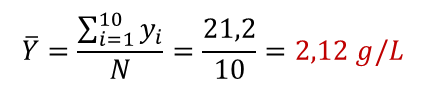 Ȳ = ∑_{i=1}^{10} y_i / N = 21,2 / 10 = 2,12 g/L